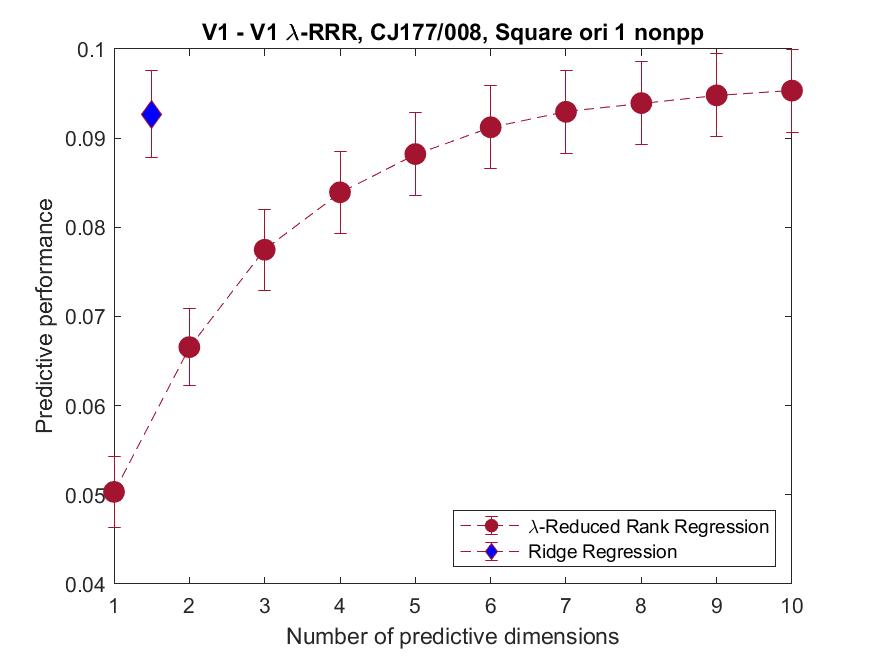 V1 - V1 λ-RRR, CJ177/008, Square ori 1 nonpp
0.1
0.09
0.08
0.07
0.06
0.05
0.04
Predictive performance
1 2 3 4 5 6 7 8 9 10
Number of predictive dimensions
λ-Reduced Rank Regression
Ridge Regression